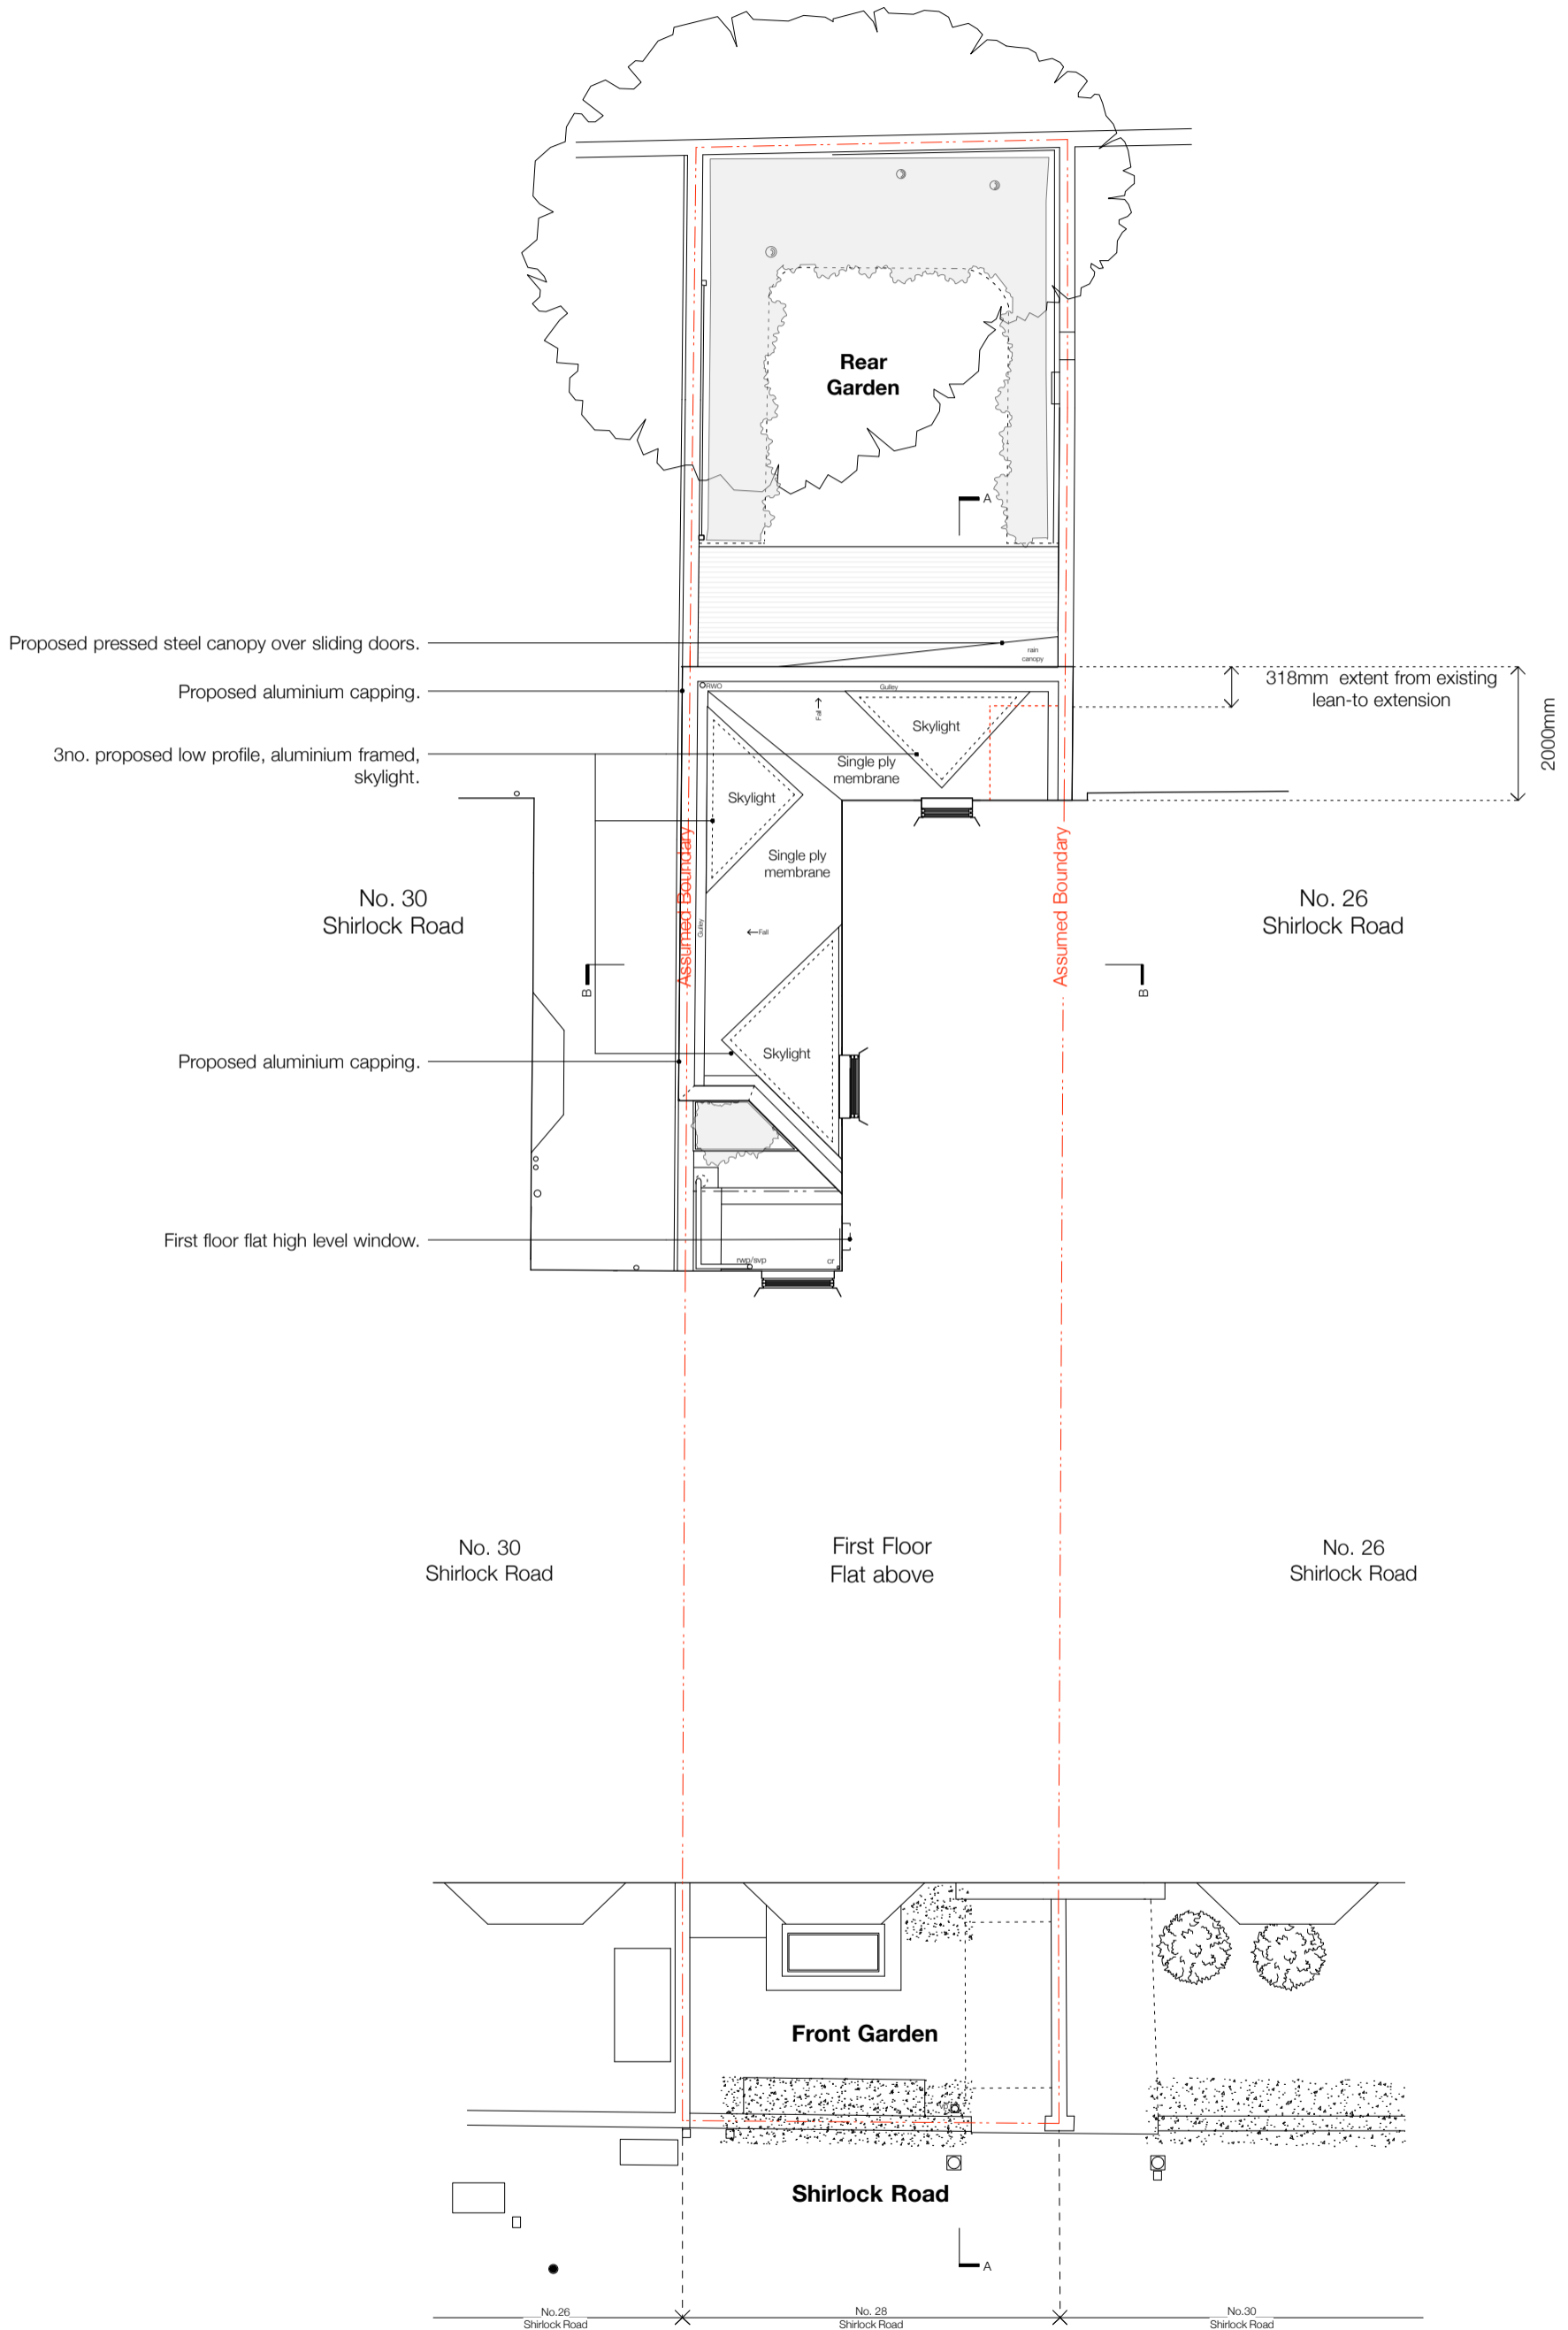 Rear
Garden
A
Proposed pressed steel canopy over sliding doors.
rain
canopy
318mm extent from existing
lean-to extension
2000mm
Proposed aluminium capping.
RWO
Gulley
Fall
Skylight
3no. proposed low profile, aluminium framed,
skylight.
Single ply
membrane
Skylight
Assumed Boundary
Assumed Boundary
Single ply
membrane
No. 30
Shirlock Road
No. 26
Shirlock Road
Gulley
Fall
B
B
Skylight
Proposed aluminium capping.
First floor flat high level window.
rwp/svp
cr
No. 30
Shirlock Road
First Floor
Flat above
No. 26
Shirlock Road
Front Garden
Shirlock Road
A
No.26
Shirlock Road
No. 28
Shirlock Road
No.30
Shirlock Road